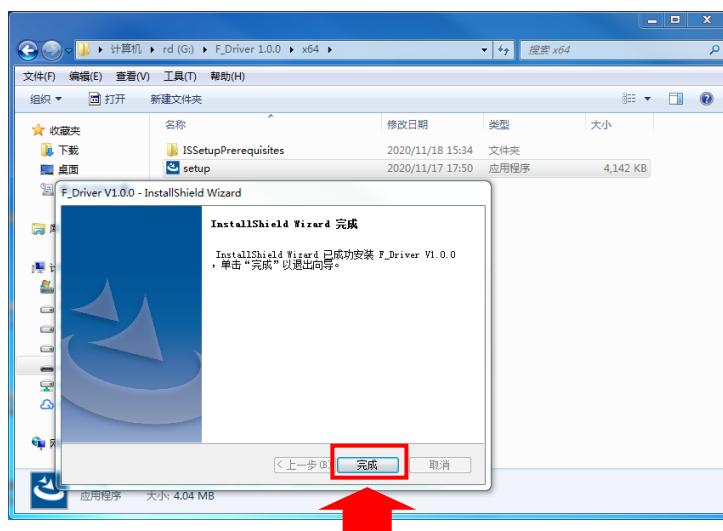 计算机 ▸ rd (G:) ▸ F_Driver 1.0.0 ▸ x64 ▸
搜索 x64
文件(F) 编辑(E) 查看(V) 工具(T) 帮助(H)
组织 打开 新建文件夹
收藏夹
下载
桌面
名称 修改日期 类型 大小
ISSetupPrerequisites 2020/11/18 15:34 文件夹
setup 2020/11/17 17:50 应用程序 4,142 KB
F_Driver V1.0.0 - InstallShield Wizard
InstallShield Wizard 完成
InstallShield Wizard 已成功安装 F_Driver V1.0.0
，单击“完成”以退出向导。
<上一步(B) 完成 取消
应用程序 大小: 4.04 MB